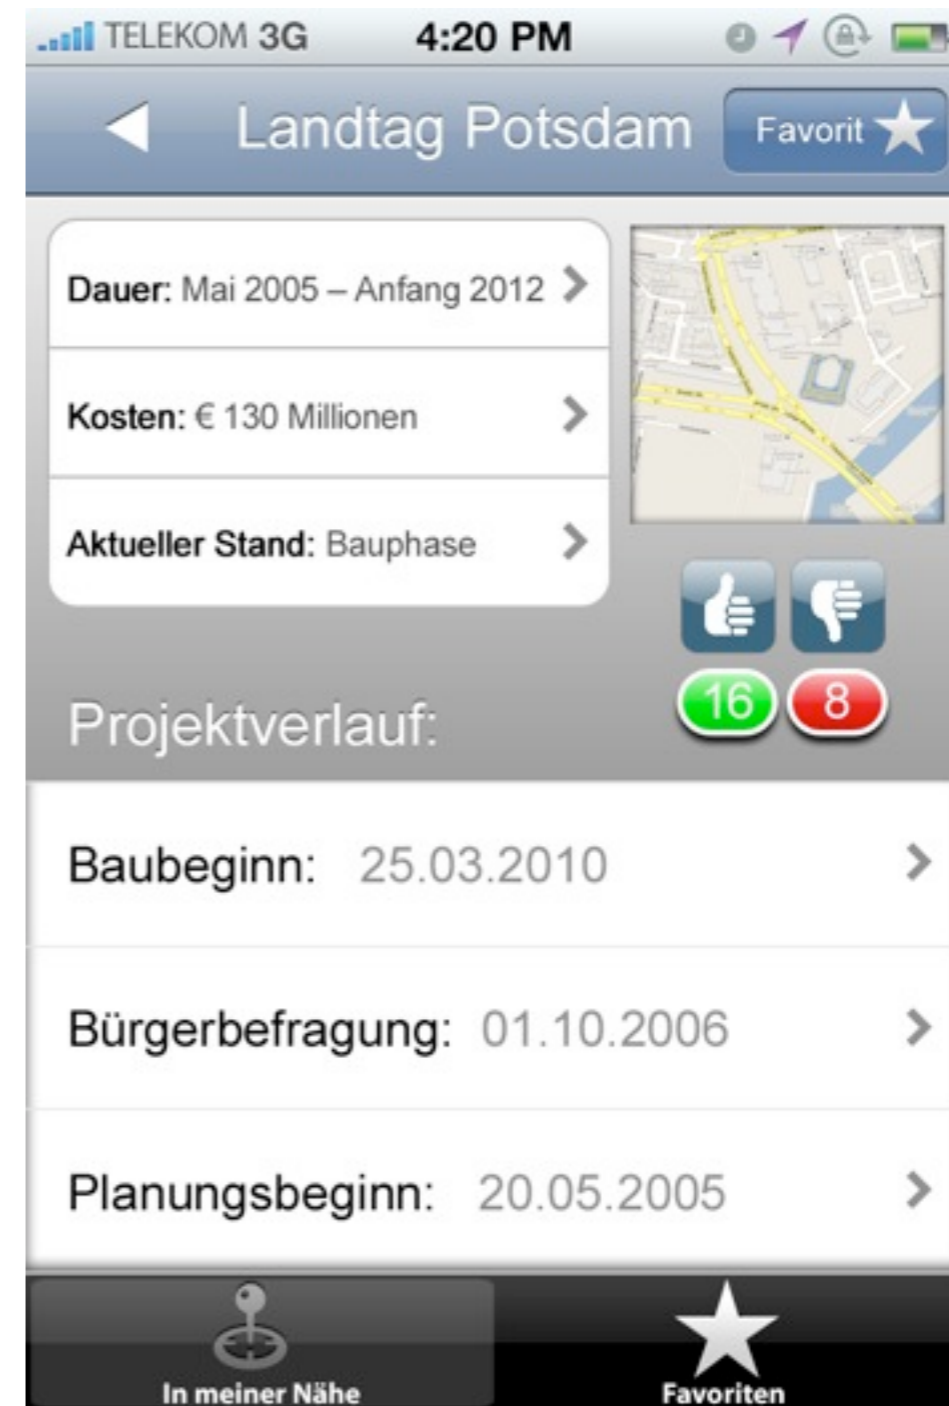 TELEKOM 3G 4:20 PM
Landtag Potsdam Favorit
Dauer: Mai 2005 – Anfang 2012
Kosten: € 130 Millionen
Aktueller Stand: Bauphase
16 8
Projektverlauf:
Baubeginn: 25.03.2010
Bürgerbefragung: 01.10.2006
Planungsbeginn: 20.05.2005
In meiner Nähe Favoriten